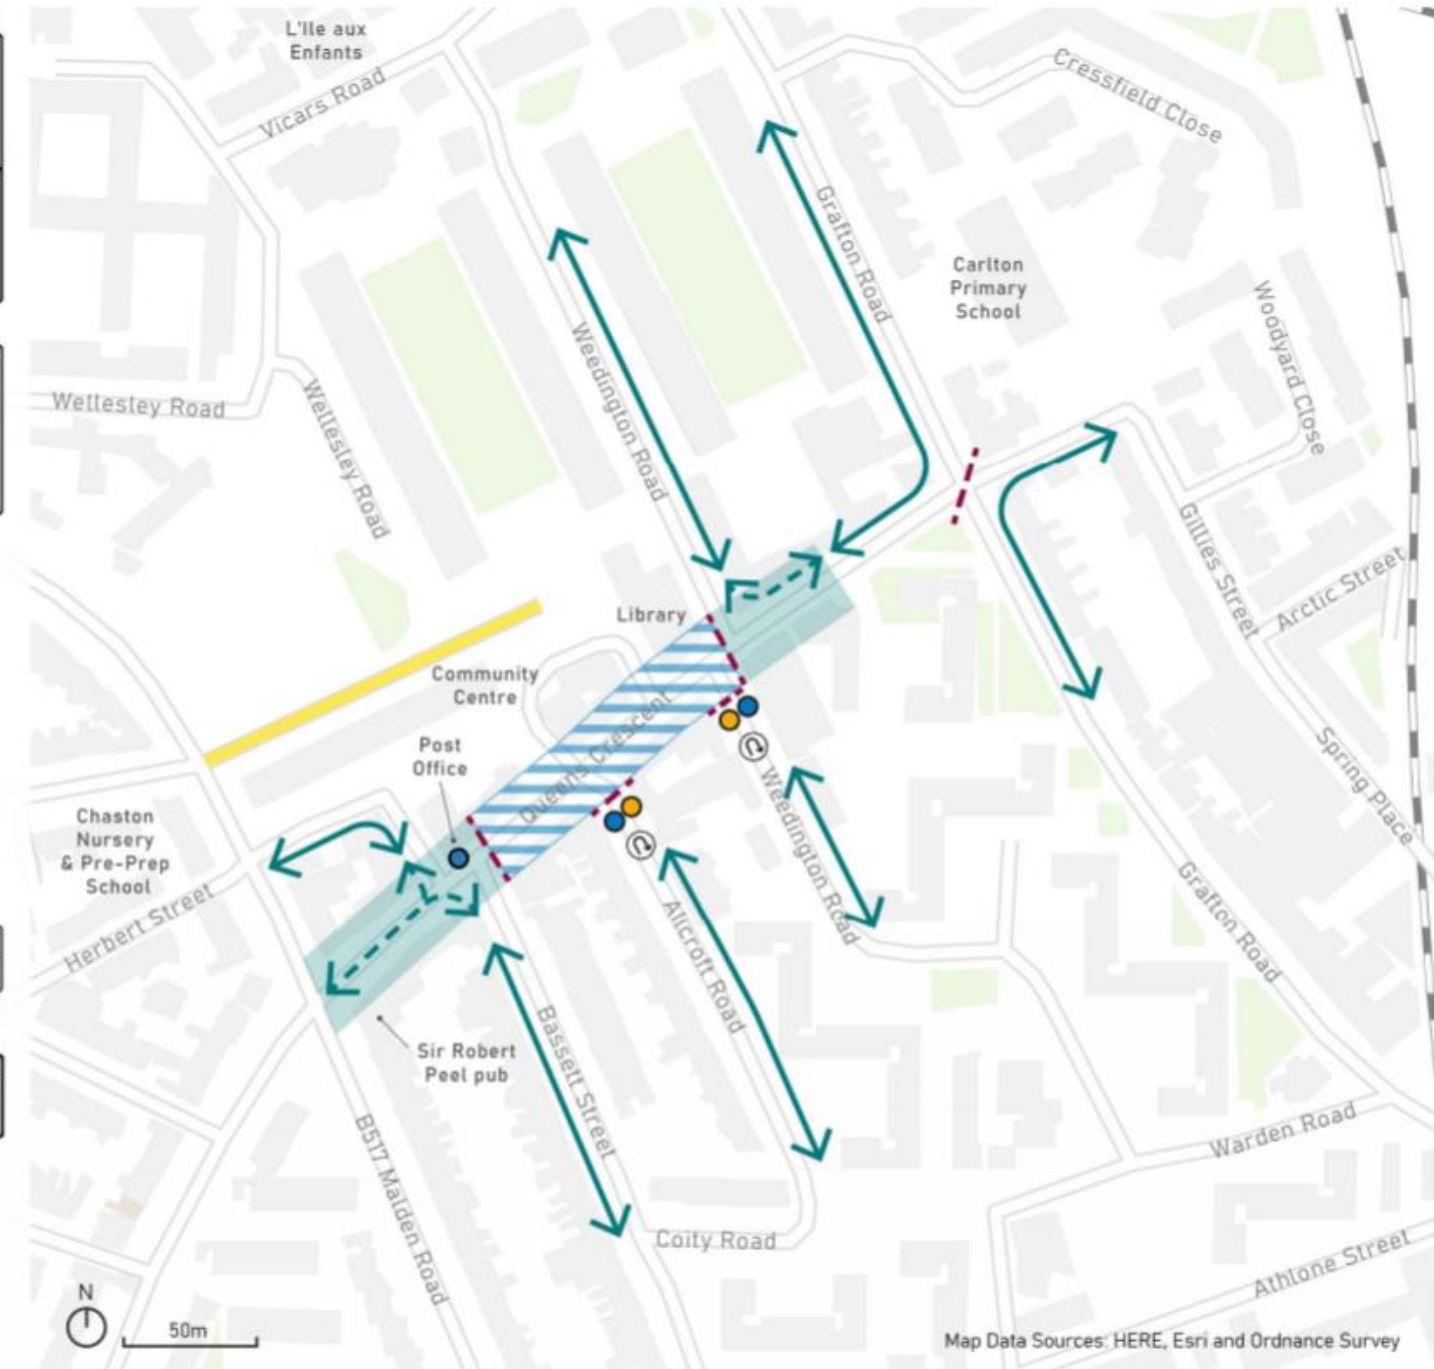 L'Ile aux
Enfants
Vicars Road
Cressfield Close
Grafton Road
Carlton
Primary
School
Woodyard Close
Weedington Road
Wellesley Road
Wellesley Road
Gillies Street
Arctic Street
Library
Community
Centre
Queens Crescent
Post
Office
Spring Place
Weedington Road
Chaston
Nursery
& Pre-Prep
School
Herbert Street
Alicroft Road
Grafton Road
Bassett Street
Sir Robert
Peel pub
B517 Malden Road
Warden Road
Coity Road
Athlone Street
N
50m
Map Data Sources: HERE, Esri and Ordnance Survey